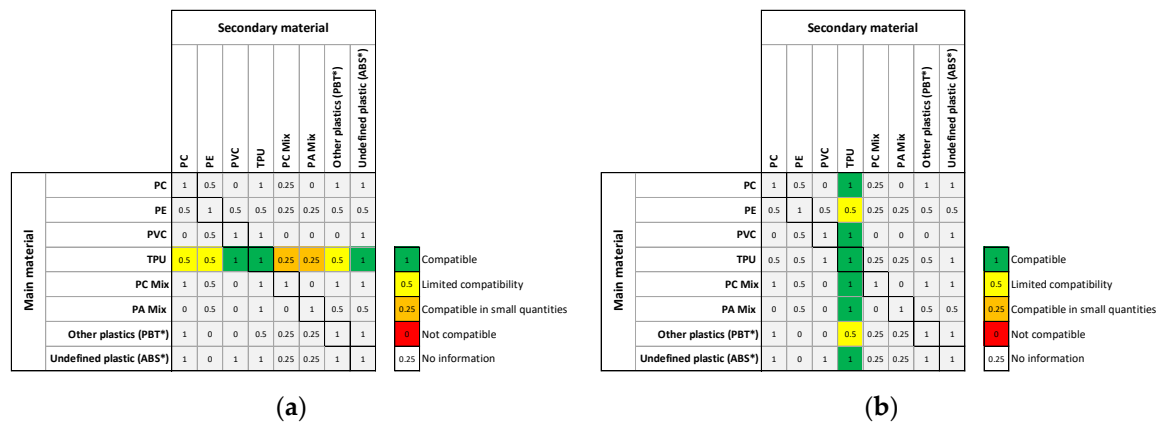 Secondary material
PC
PE
PVC
TPU
PC Mix
PA Mix
Other plastics (PBT*)
Undefined plastic (ABS*)
Main material
PC 1 0.5 0 1 0.25 0 1 1
PE 0.5 1 0.5 0.5 0.25 0.25 0.5 0.5
PVC 0 0.5 1 1 0 0 0 1
TPU 0.5 0.5 1 1 0.25 0.25 0.5 1
PC Mix 1 0.5 0 1 1 0 1 1
PA Mix 0 0.5 0 1 0 1 0.5 0.5
Other plastics (PBT*) 1 0 0 0.5 0.25 0.25 1 1
Undefined plastic (ABS*) 1 0 1 1 0.25 0.25 1 1
1 Compatible
0.5 Limited compatibility
0.25 Compatible in small quantities
0 Not compatible
0.25 No information
(a)
Secondary material
PC
PE
PVC
TPU
PC Mix
PA Mix
Other plastics (PBT*)
Undefined plastic (ABS*)
Main material
PC 1 0.5 0 1 0.25 0 1 1
PE 0.5 1 0.5 0.5 0.25 0.25 0.5 0.5
PVC 0 0.5 1 1 0 0 0 1
TPU 0.5 0.5 1 1 0.25 0.25 0.5 1
PC Mix 1 0.5 0 1 1 0 1 1
PA Mix 0 0.5 0 1 0 1 0.5 0.5
Other plastics (PBT*) 1 0 0 0.5 0.25 0.25 1 1
Undefined plastic (ABS*) 1 0 1 1 0.25 0.25 1 1
1 Compatible
0.5 Limited compatibility
0.25 Compatible in small quantities
0 Not compatible
0.25 No information
(b)